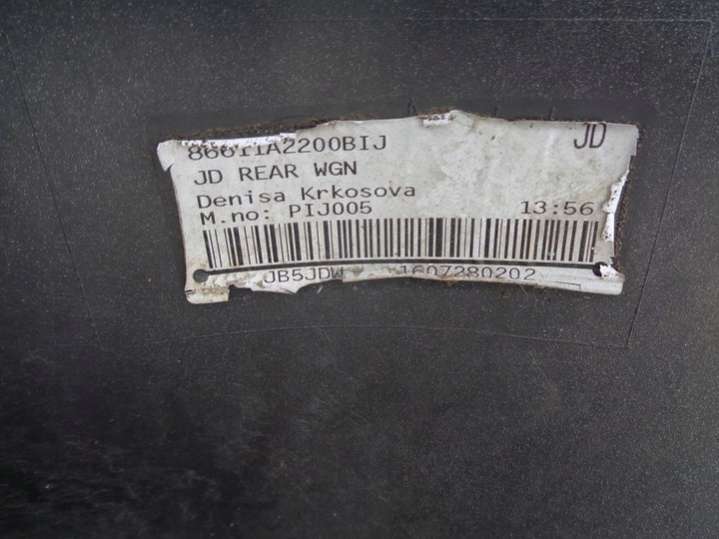 86611A2200BIJ JD
JD REAR WGN
Denisa Krkosova
M.no: PIJ005 13:56
JB5JDW 1607280202